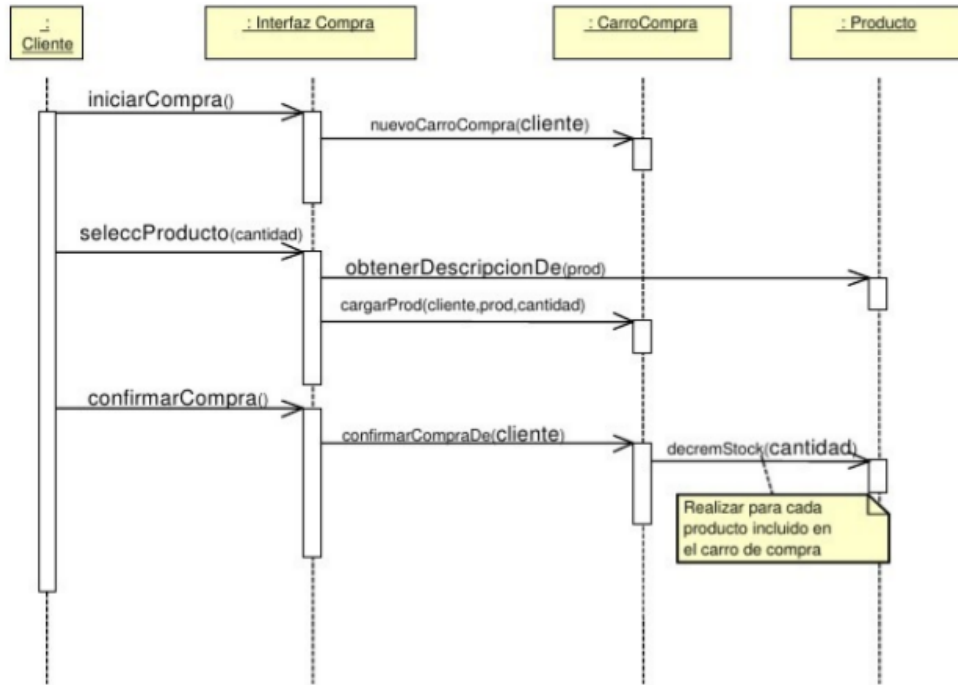 :
Cliente
: Interfaz Compra
: CarroCompra
: Producto
iniciarCompra()
nuevoCarroCompra(cliente)
seleccProducto(cantidad)
obtenerDescripcionDe(prod)
cargarProd(cliente,prod,cantidad)
confirmarCompra()
confirmarCompraDe(cliente)
decremStock(cantidad)
Realizar para cada
producto incluido en
el carro de compra